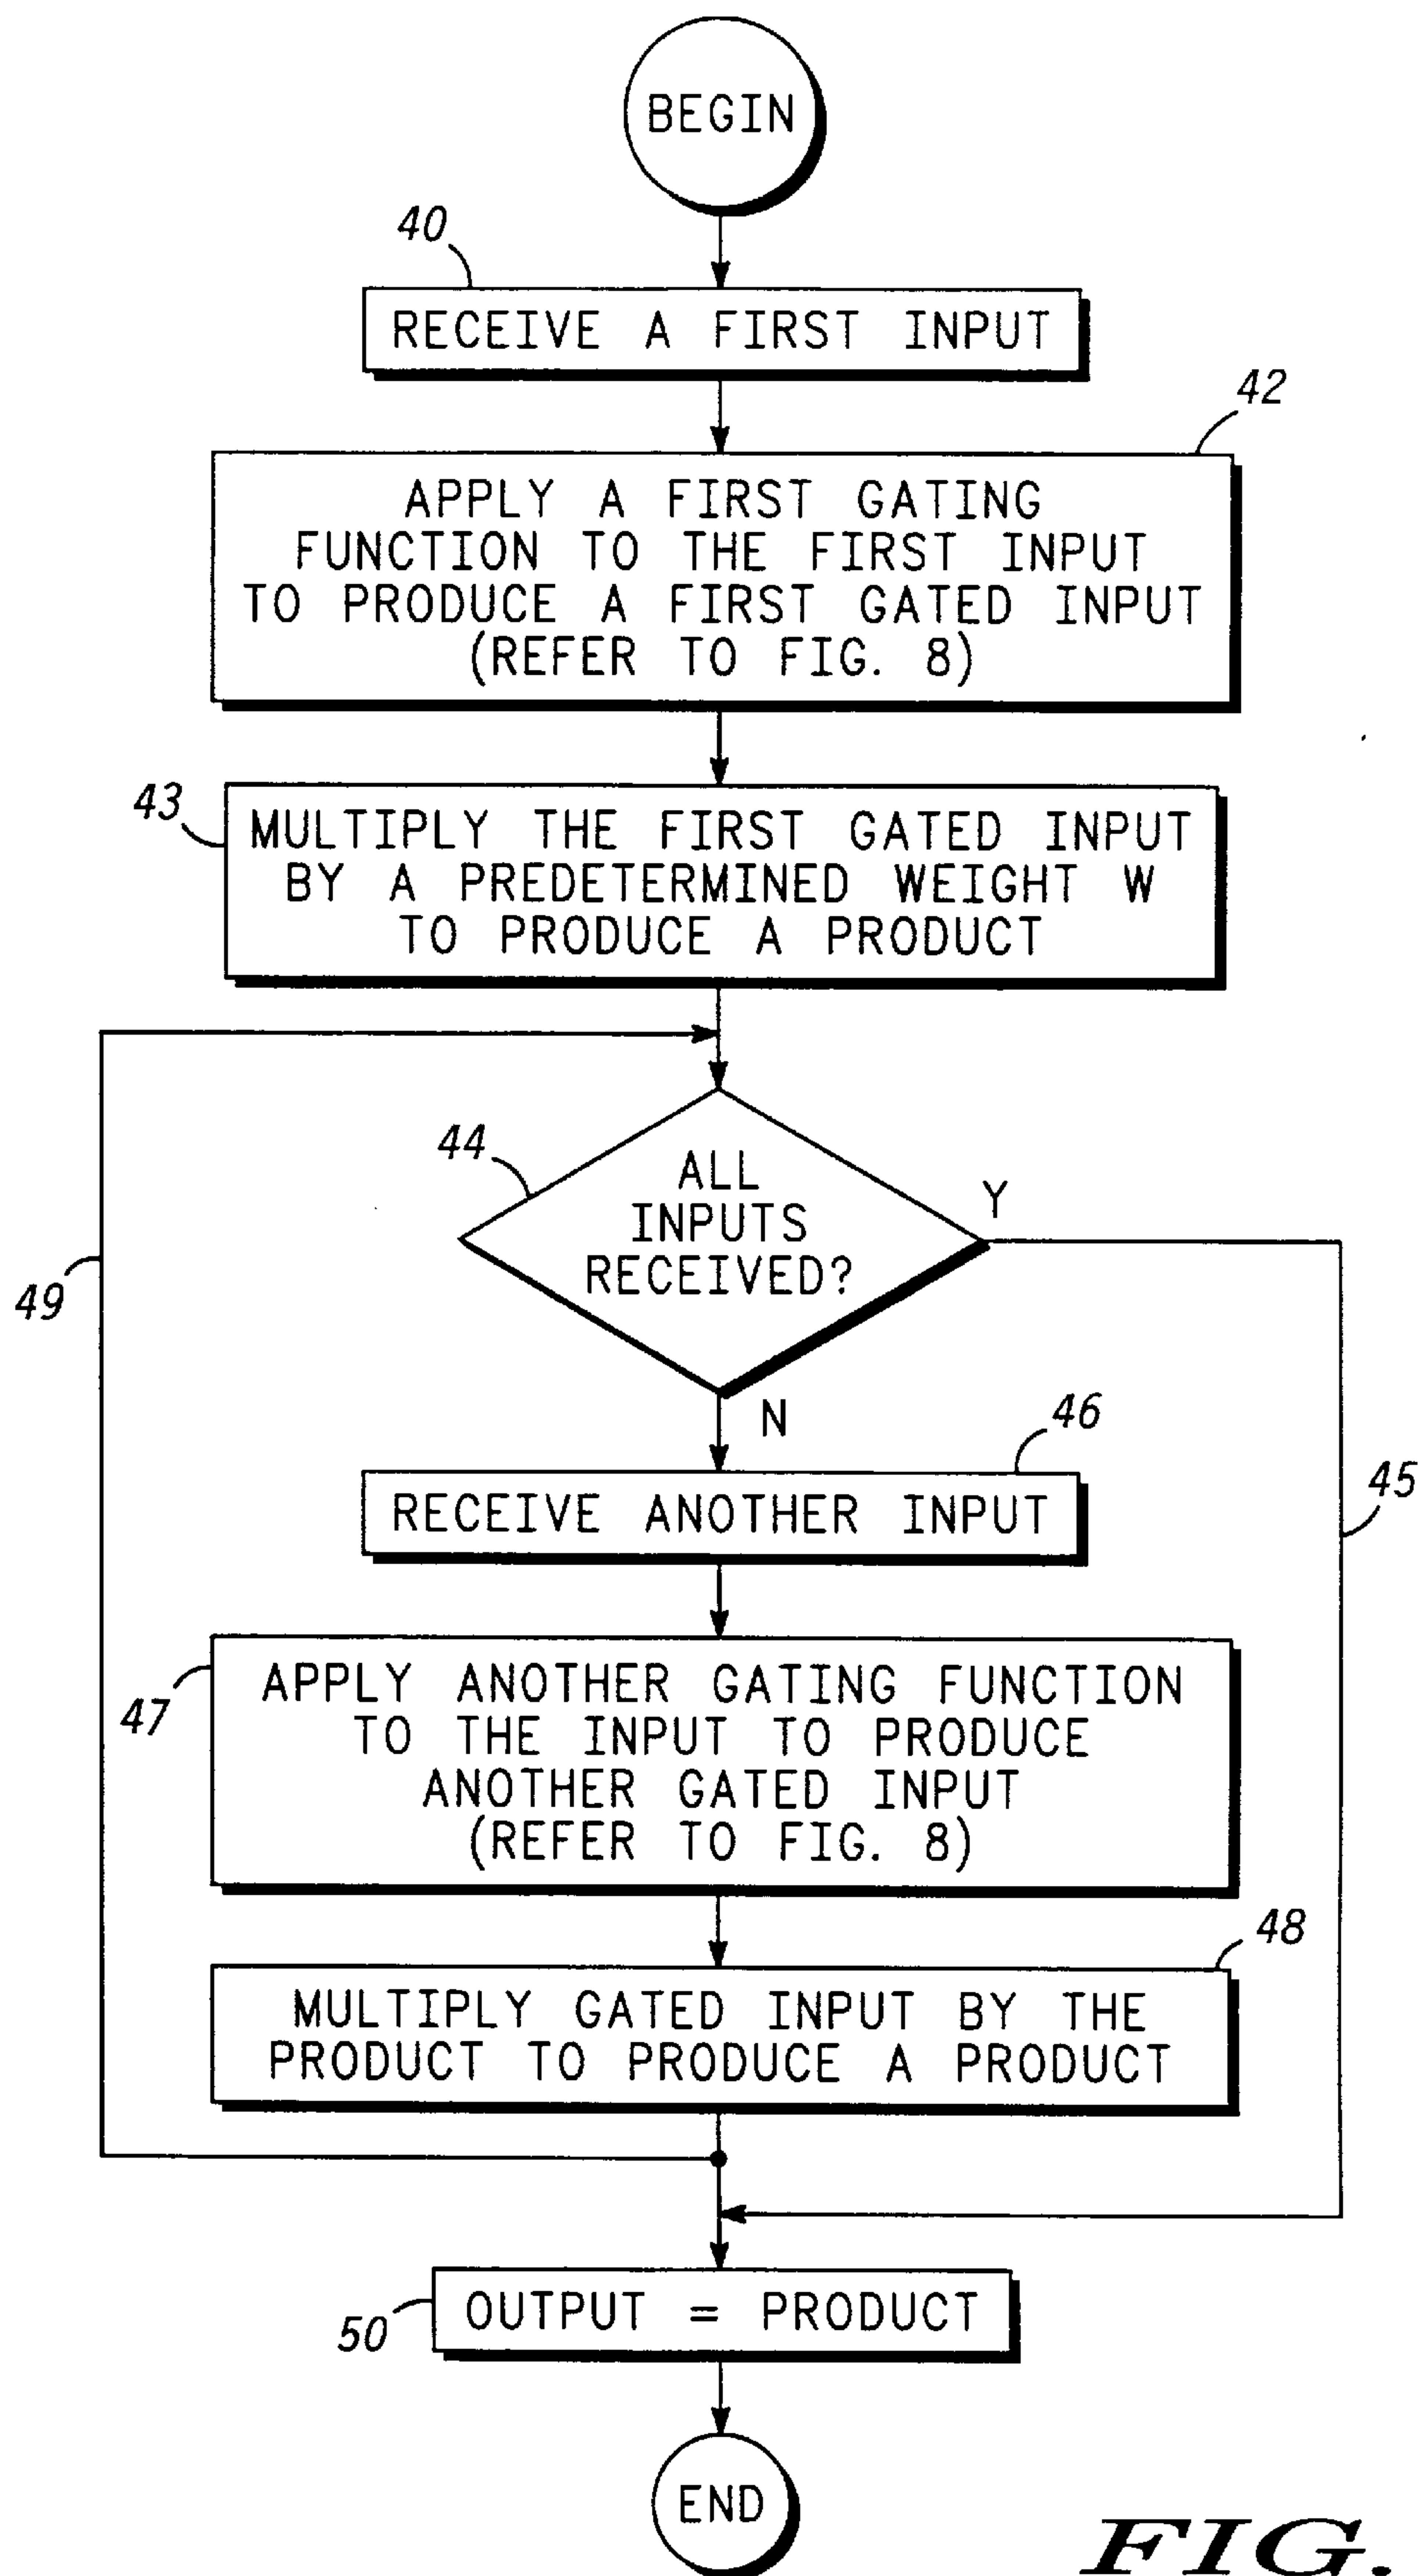 BEGIN
40
RECEIVE A FIRST INPUT
42
APPLY A FIRST GATING
FUNCTION TO THE FIRST INPUT
TO PRODUCE A FIRST GATED INPUT
(REFER TO FIG. 8)
43
MULTIPLY THE FIRST GATED INPUT
BY A PREDETERMINED WEIGHT W
TO PRODUCE A PRODUCT
44
ALL
INPUTS
RECEIVED?
Y
49
N
46
45
RECEIVE ANOTHER INPUT
47
APPLY ANOTHER GATING FUNCTION
TO THE INPUT TO PRODUCE
ANOTHER GATED INPUT
(REFER TO FIG. 8)
48
MULTIPLY GATED INPUT BY THE
PRODUCT TO PRODUCE A PRODUCT
50
OUTPUT = PRODUCT
END
FIG.